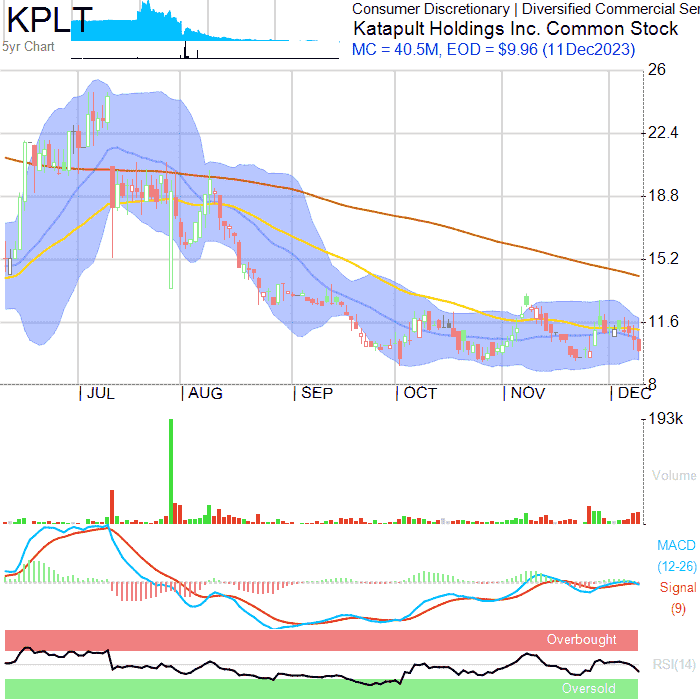 KPLT
5yr Chart
Consumer Discretionary | Diversified Commercial Ser
Katapult Holdings Inc. Common Stock
MC = 40.5M, EOD = $9.96 (11Dec2023)
26
22.4
18.8
15.2
11.6
8
JUL AUG SEP OCT NOV DEC
193k
Volume
MACD
(12-26)
Signal
(9)
Overbought
RSI(14)
Oversold